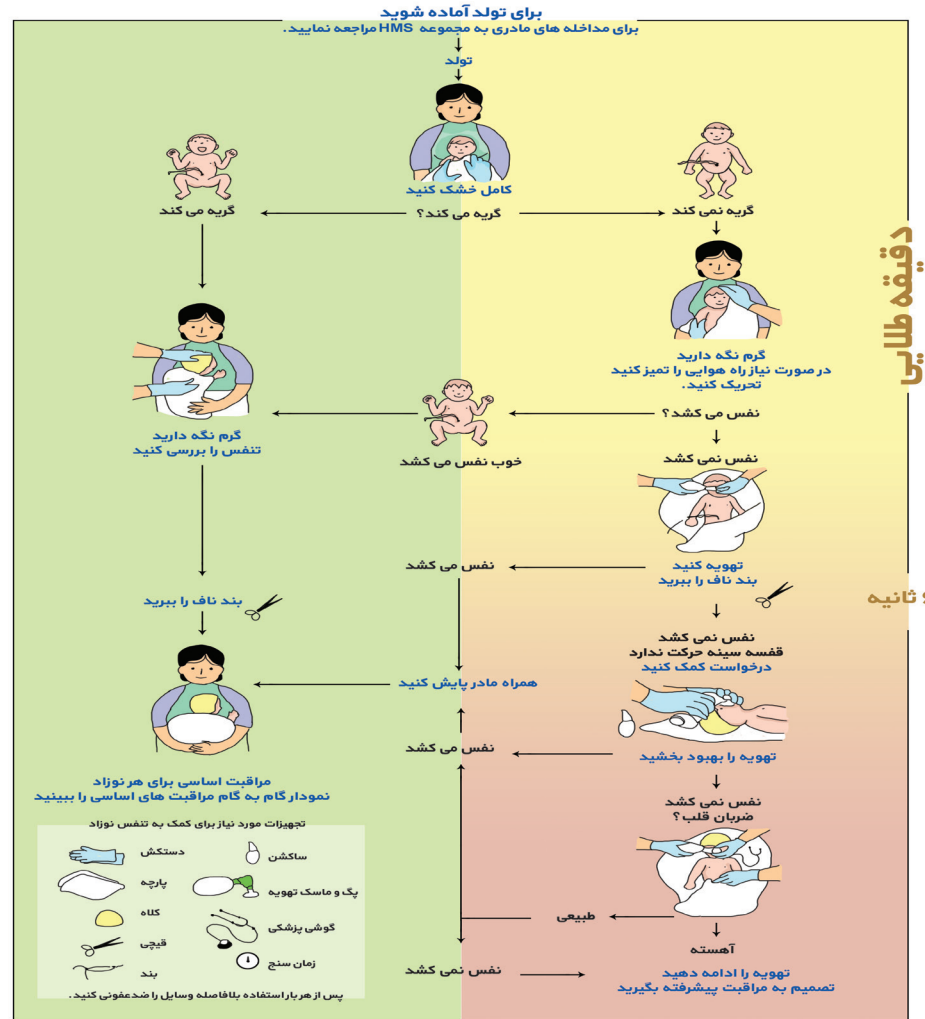 برای تولد آماده شوید
برای مداخله های مادری به مجموعه HMS مراجعه نمایید.
تولد
کامل خشک کنید
گریه می کند؟
گریه نمی کند
گریه می کند
دقیقه طلایی
گرم نگه دارید
در صورت نیاز راه هوایی را تمیز کنید
تحریک کنید.
نفس می کشد؟
خوب نفس می کشد
گرم نگه دارید
تنفس را بررسی کنید
نفس نمی کشد
تهویه کنید
بند ناف را ببرید
نفس می کشد
بند ناف را ببرید
ثانیه
نفس نمی کشد
قفسه سینه حرکت ندارد
درخواست کمک کنید
همراه مادر پایش کنید
تهویه را بهبود بخشید
نفس می کشد
مراقبت اساسی برای هر نوزاد
نمودار گام به گام مراقبت های اساسی را ببینید
نفس نمی کشد
ضربان قلب؟
طبیعی
آهسته
تهویه را ادامه دهید
تصمیم به مراقبت پیشرفته بگیرید
نفس نمی کشد
تجهیزات مورد نیاز برای کمک به تنفس نوزاد
ساکشن
دستکش
پگ و ماسک تهویه
پارچه
گوشی پزشکی
کلاه
زمان سنج
قیچی
بند
پس از هر بار استفاده بلافاصله وسایل را ضدعفونی کنید.